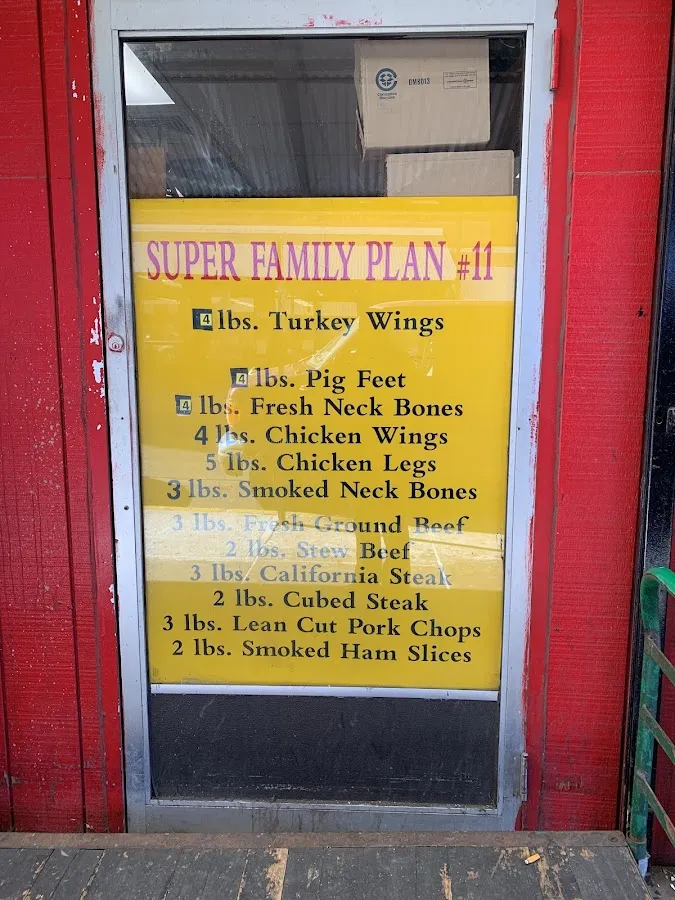 DM8013
SUPER FAMILY PLAN #11
4 lbs. Turkey Wings
4 lbs. Pig Feet
4 lbs. Fresh Neck Bones
4 lbs. Chicken Wings
5 lbs. Chicken Legs
3 lbs. Smoked Neck Bones
3 lbs. Fresh Ground Beef
2 lbs. Stew Beef
3 lbs. California Steak
2 lbs. Cubed Steak
3 lbs. Lean Cut Pork Chops
2 lbs. Smoked Ham Slices